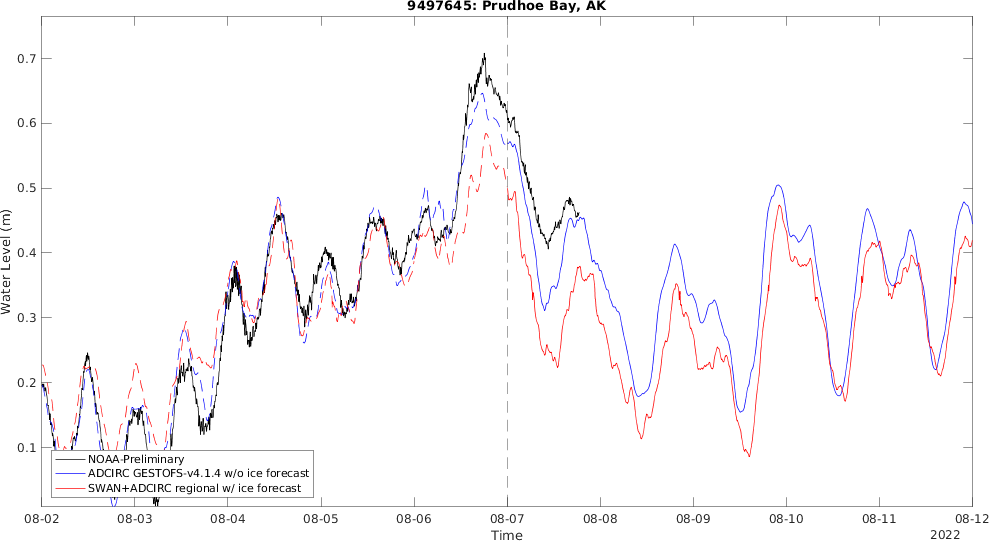 9497645: Prudhoe Bay, AK
Water Level (m)
0.7
0.6
0.5
0.4
0.3
0.2
0.1
NOAA-Preliminary
ADCIRC GESTOFS-v4.1.4 w/o ice forecast
SWAN+ADCIRC regional w/ ice forecast
08-02 08-03 08-04 08-05 08-06 08-07 08-08 08-09 08-10 08-11 08-12
Time
2022